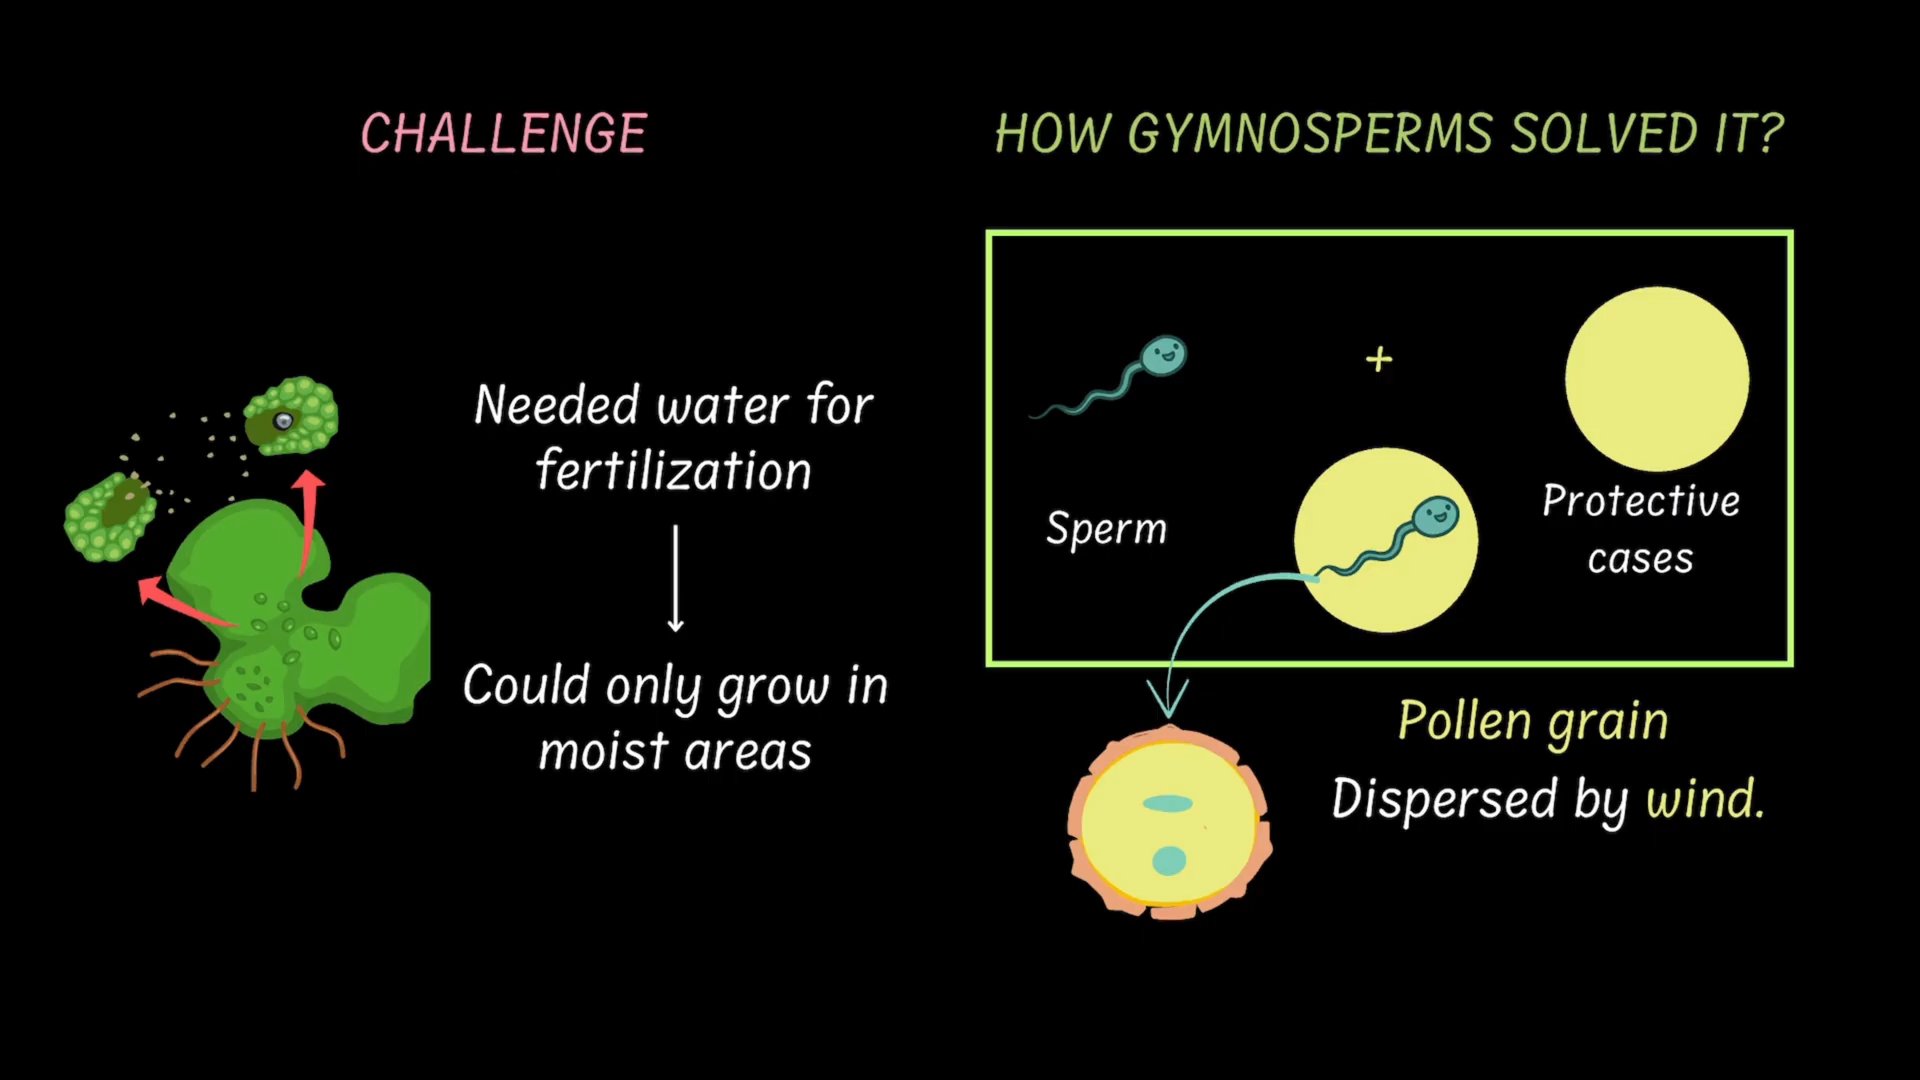 CHALLENGE
Needed water for
fertilization
Could only grow in
moist areas
HOW GYMNOSPERMS SOLVED IT?
+
Sperm
Protective
cases
Pollen grain
Dispersed by wind.